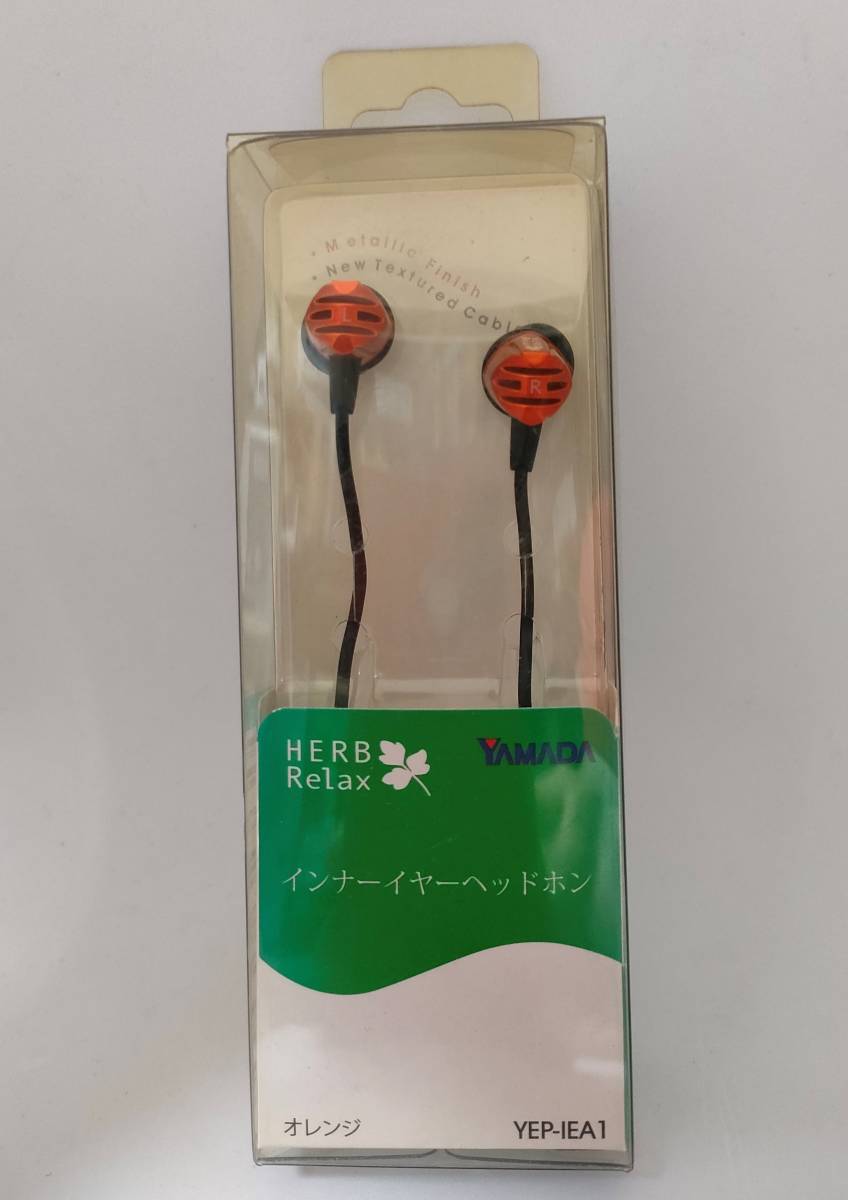 • Metallic Finish
• New Textured Cable
L
R
HERB
Relax
YAMADA
インナーイヤーヘッドホン
オレンジ
YEP-IEA1